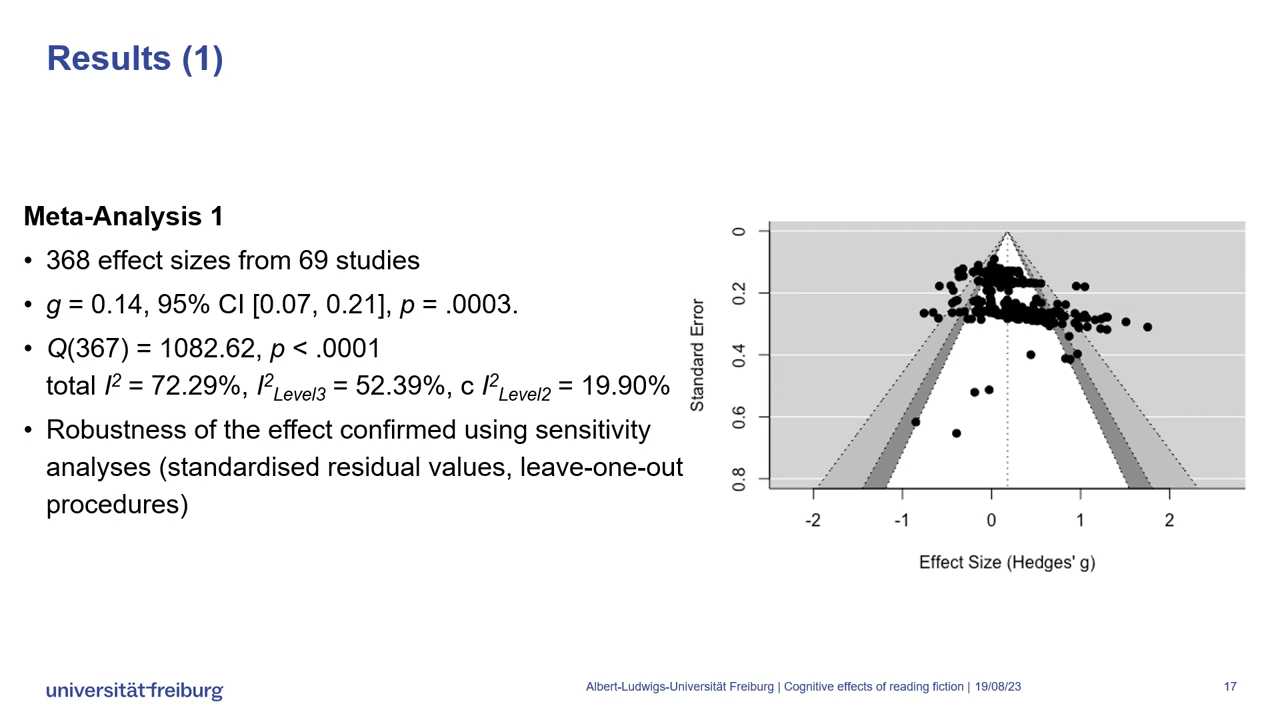 Results (1)
Meta-Analysis 1
• 368 effect sizes from 69 studies
• g = 0.14, 95% CI [0.07, 0.21], p = .0003.
• Q(367) = 1082.62, p < .0001
total I² = 72.29%, I²Level3 = 52.39%, c I²Level2 = 19.90%
• Robustness of the effect confirmed using sensitivity
analyses (standardised residual values, leave-one-out
procedures)
Standard Error
0
0.2
0.4
0.6
0.8
-2 -1 0 1 2
Effect Size (Hedges' g)
universität freiburg
Albert-Ludwigs-Universität Freiburg | Cognitive effects of reading fiction | 19/08/23
17